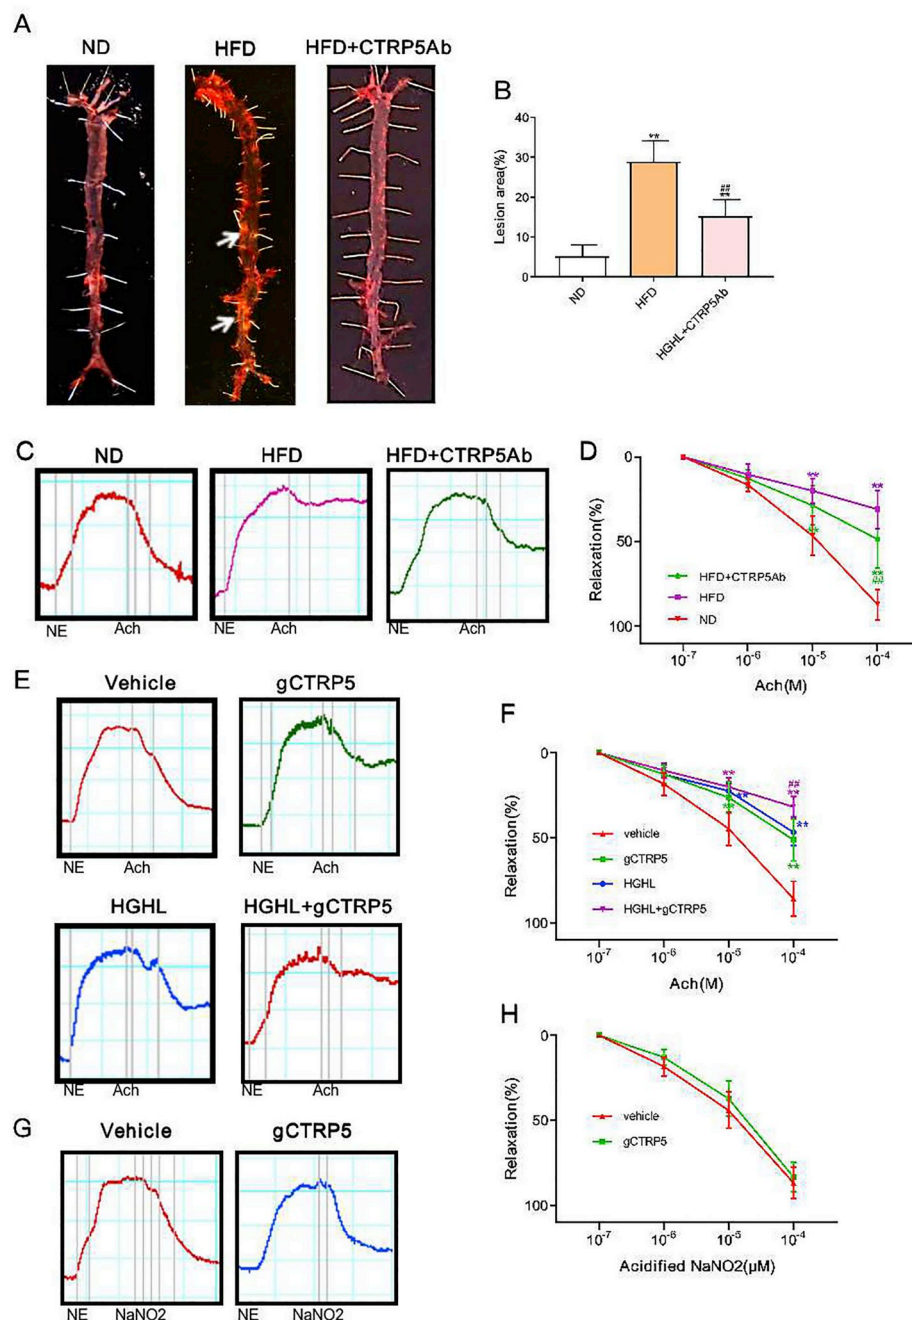 A
ND
HFD
HFD+CTRP5Ab
B
Lesion area(%)
40
30
20
10
0
**
##
**
ND
HFD
HGHL+CTRP5Ab
C
ND
HFD
HFD+CTRP5Ab
NE
Ach
NE
Ach
NE
Ach
D
Relaxation(%)
0
50
100
**
**
**
**
##
HFD+CTRP5Ab
HFD
ND
10-7
10-6
10-5
10-4
Ach(M)
E
Vehicle
gCTRP5
NE
Ach
NE
Ach
HGHL
HGHL+gCTRP5
NE
Ach
NE
Ach
F
Relaxation(%)
0
50
100
**
**
**
##
**
**
**
vehicle
gCTRP5
HGHL
HGHL+gCTRP5
10-7
10-6
10-5
10-4
Ach(M)
G
Vehicle
gCTRP5
NE
NaNO2
NE
NaNO2
H
Relaxation(%)
0
50
100
vehicle
gCTRP5
10-7
10-6
10-5
10-4
Acidified NaNO2(μM)